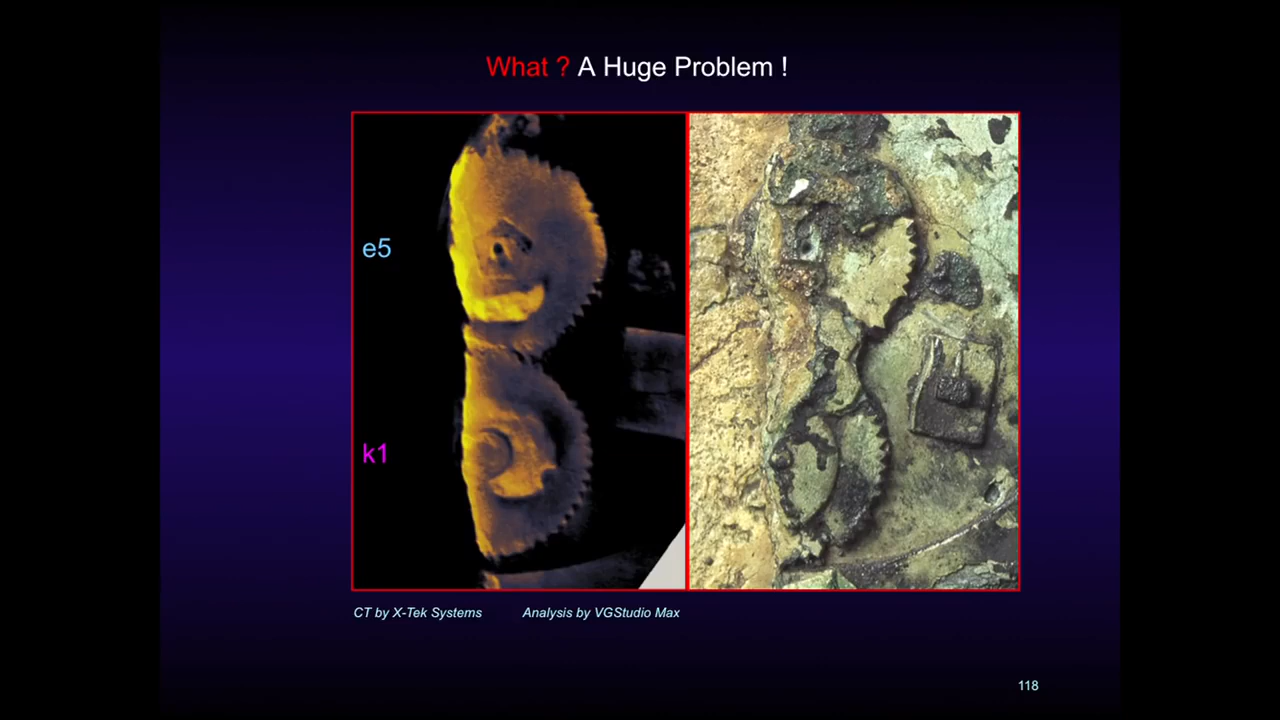 What ? A Huge Problem !
e5
k1
CT by X-Tek Systems Analysis by VGStudio Max
118